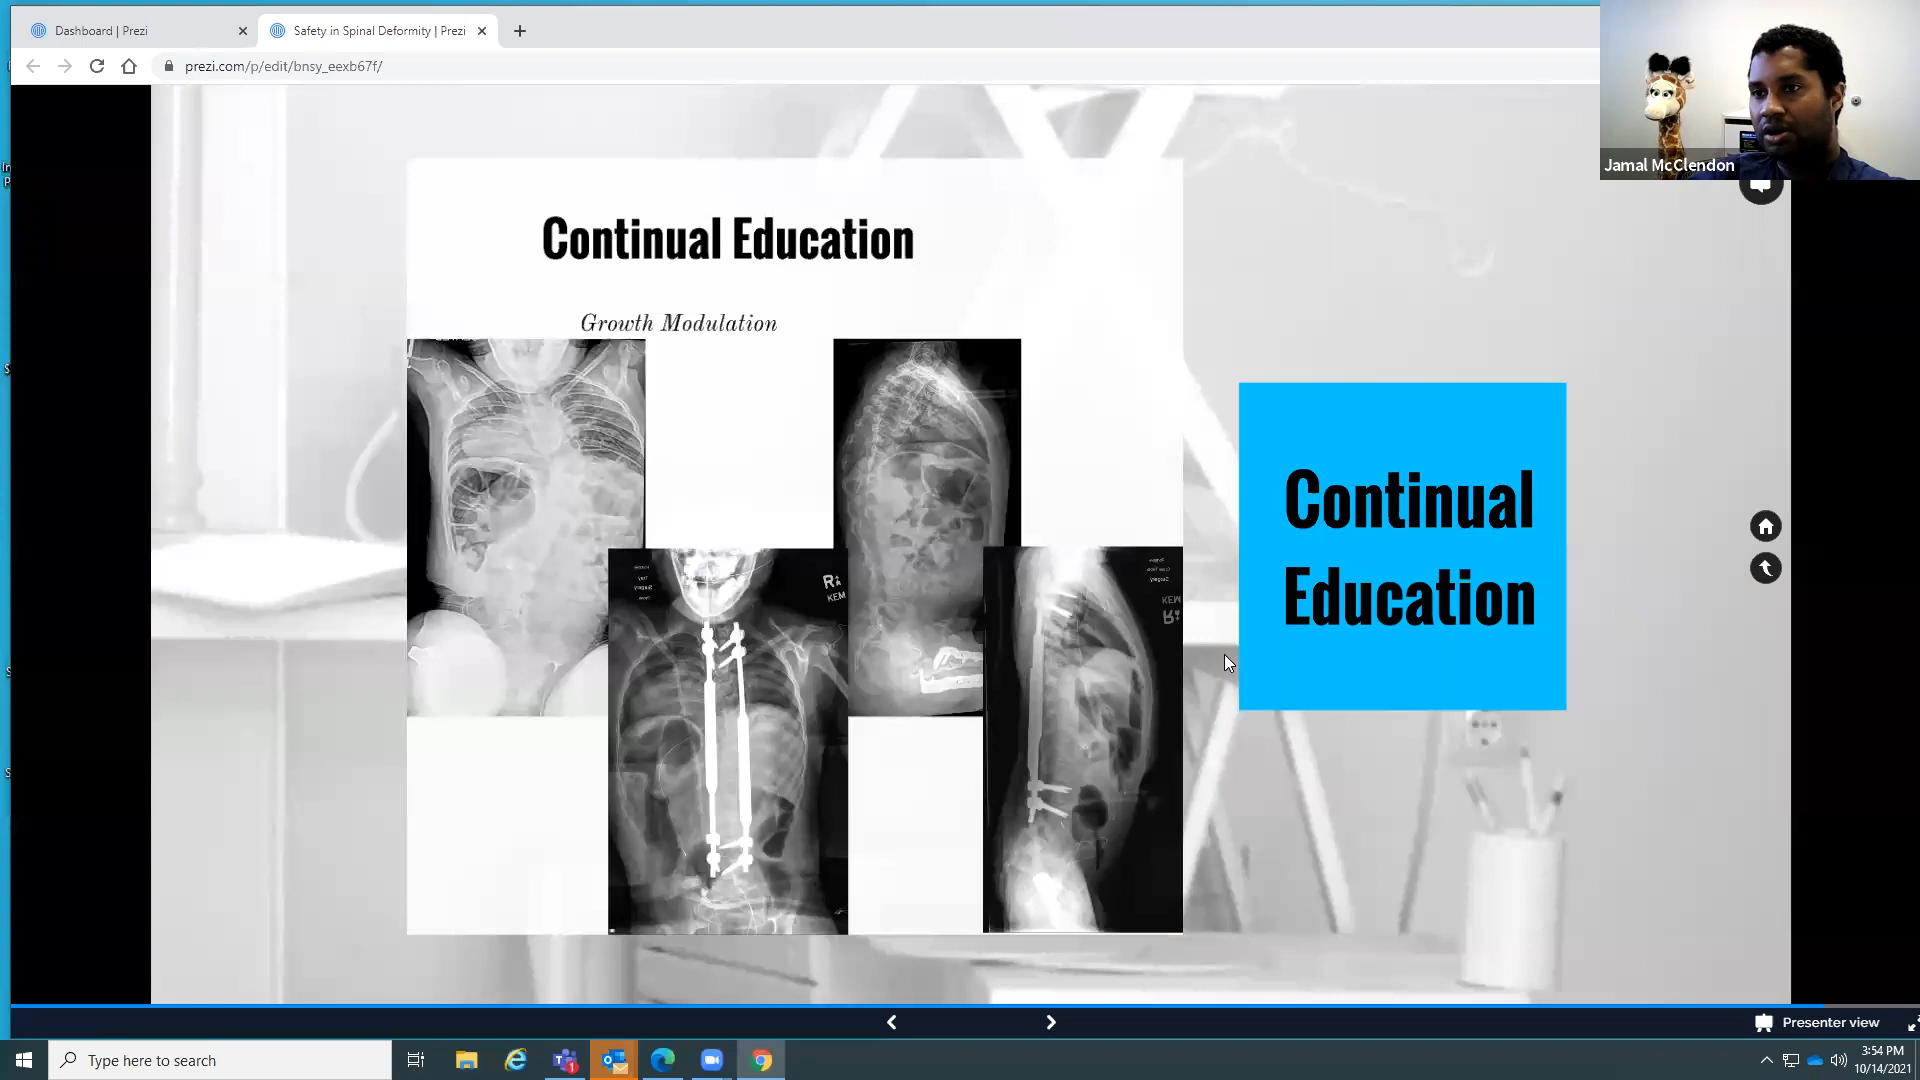 Dashboard | Prezi
Safety in Spinal Deformity | Prezi
prezi.com/p/edit/bnsy_eexb67f/
Jamal McClendon
Continual Education
Growth Modulation
R
KEM
KEM
R
Continual
Education
Presenter view
Type here to search
3:54 PM
10/14/2021